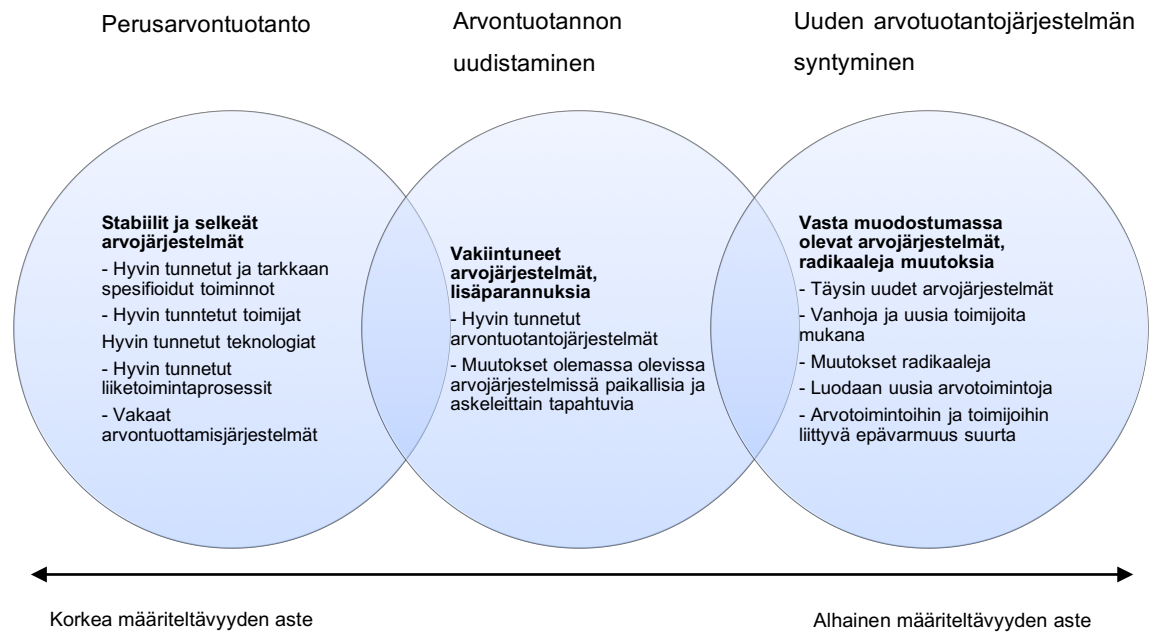 Perusarvontuotanto
Arvontuotannon
uudistaminen
Uuden arvotuotantojärjestelmän
syntyminen
Stabiilit ja selkeät
arvojärjestelmät
- Hyvin tunnetut ja tarkkaan
spesifioidut toiminnot
- Hyvin tunntetut toimijat
Hyvin tunnetut teknologiat
- Hyvin tunnetut
liiketoimintaprosessit
- Vakaat
arvontuottamisjärjestelmät
Vakiintuneet
arvojärjestelmät,
lisäparannuksia
- Hyvin tunnetut
arvontuotantojärjestelmät
- Muutokset olemassa olevissa
arvojärjestelmissä paikallisia ja
askeleittain tapahtuvia
Vasta muodostumassa
olevat arvojärjestelmät,
radikaaleja muutoksia
- Täysin uudet arvojärjestelmät
- Vanhoja ja uusia toimijoita
mukana
- Muutokset radikaaleja
- Luodaan uusia arvotoimintoja
- Arvotoimintoihin ja toimijoihin
liittyvä epävarmuus suurta
Korkea määriteltävyyden aste
Alhainen määriteltävyyden aste